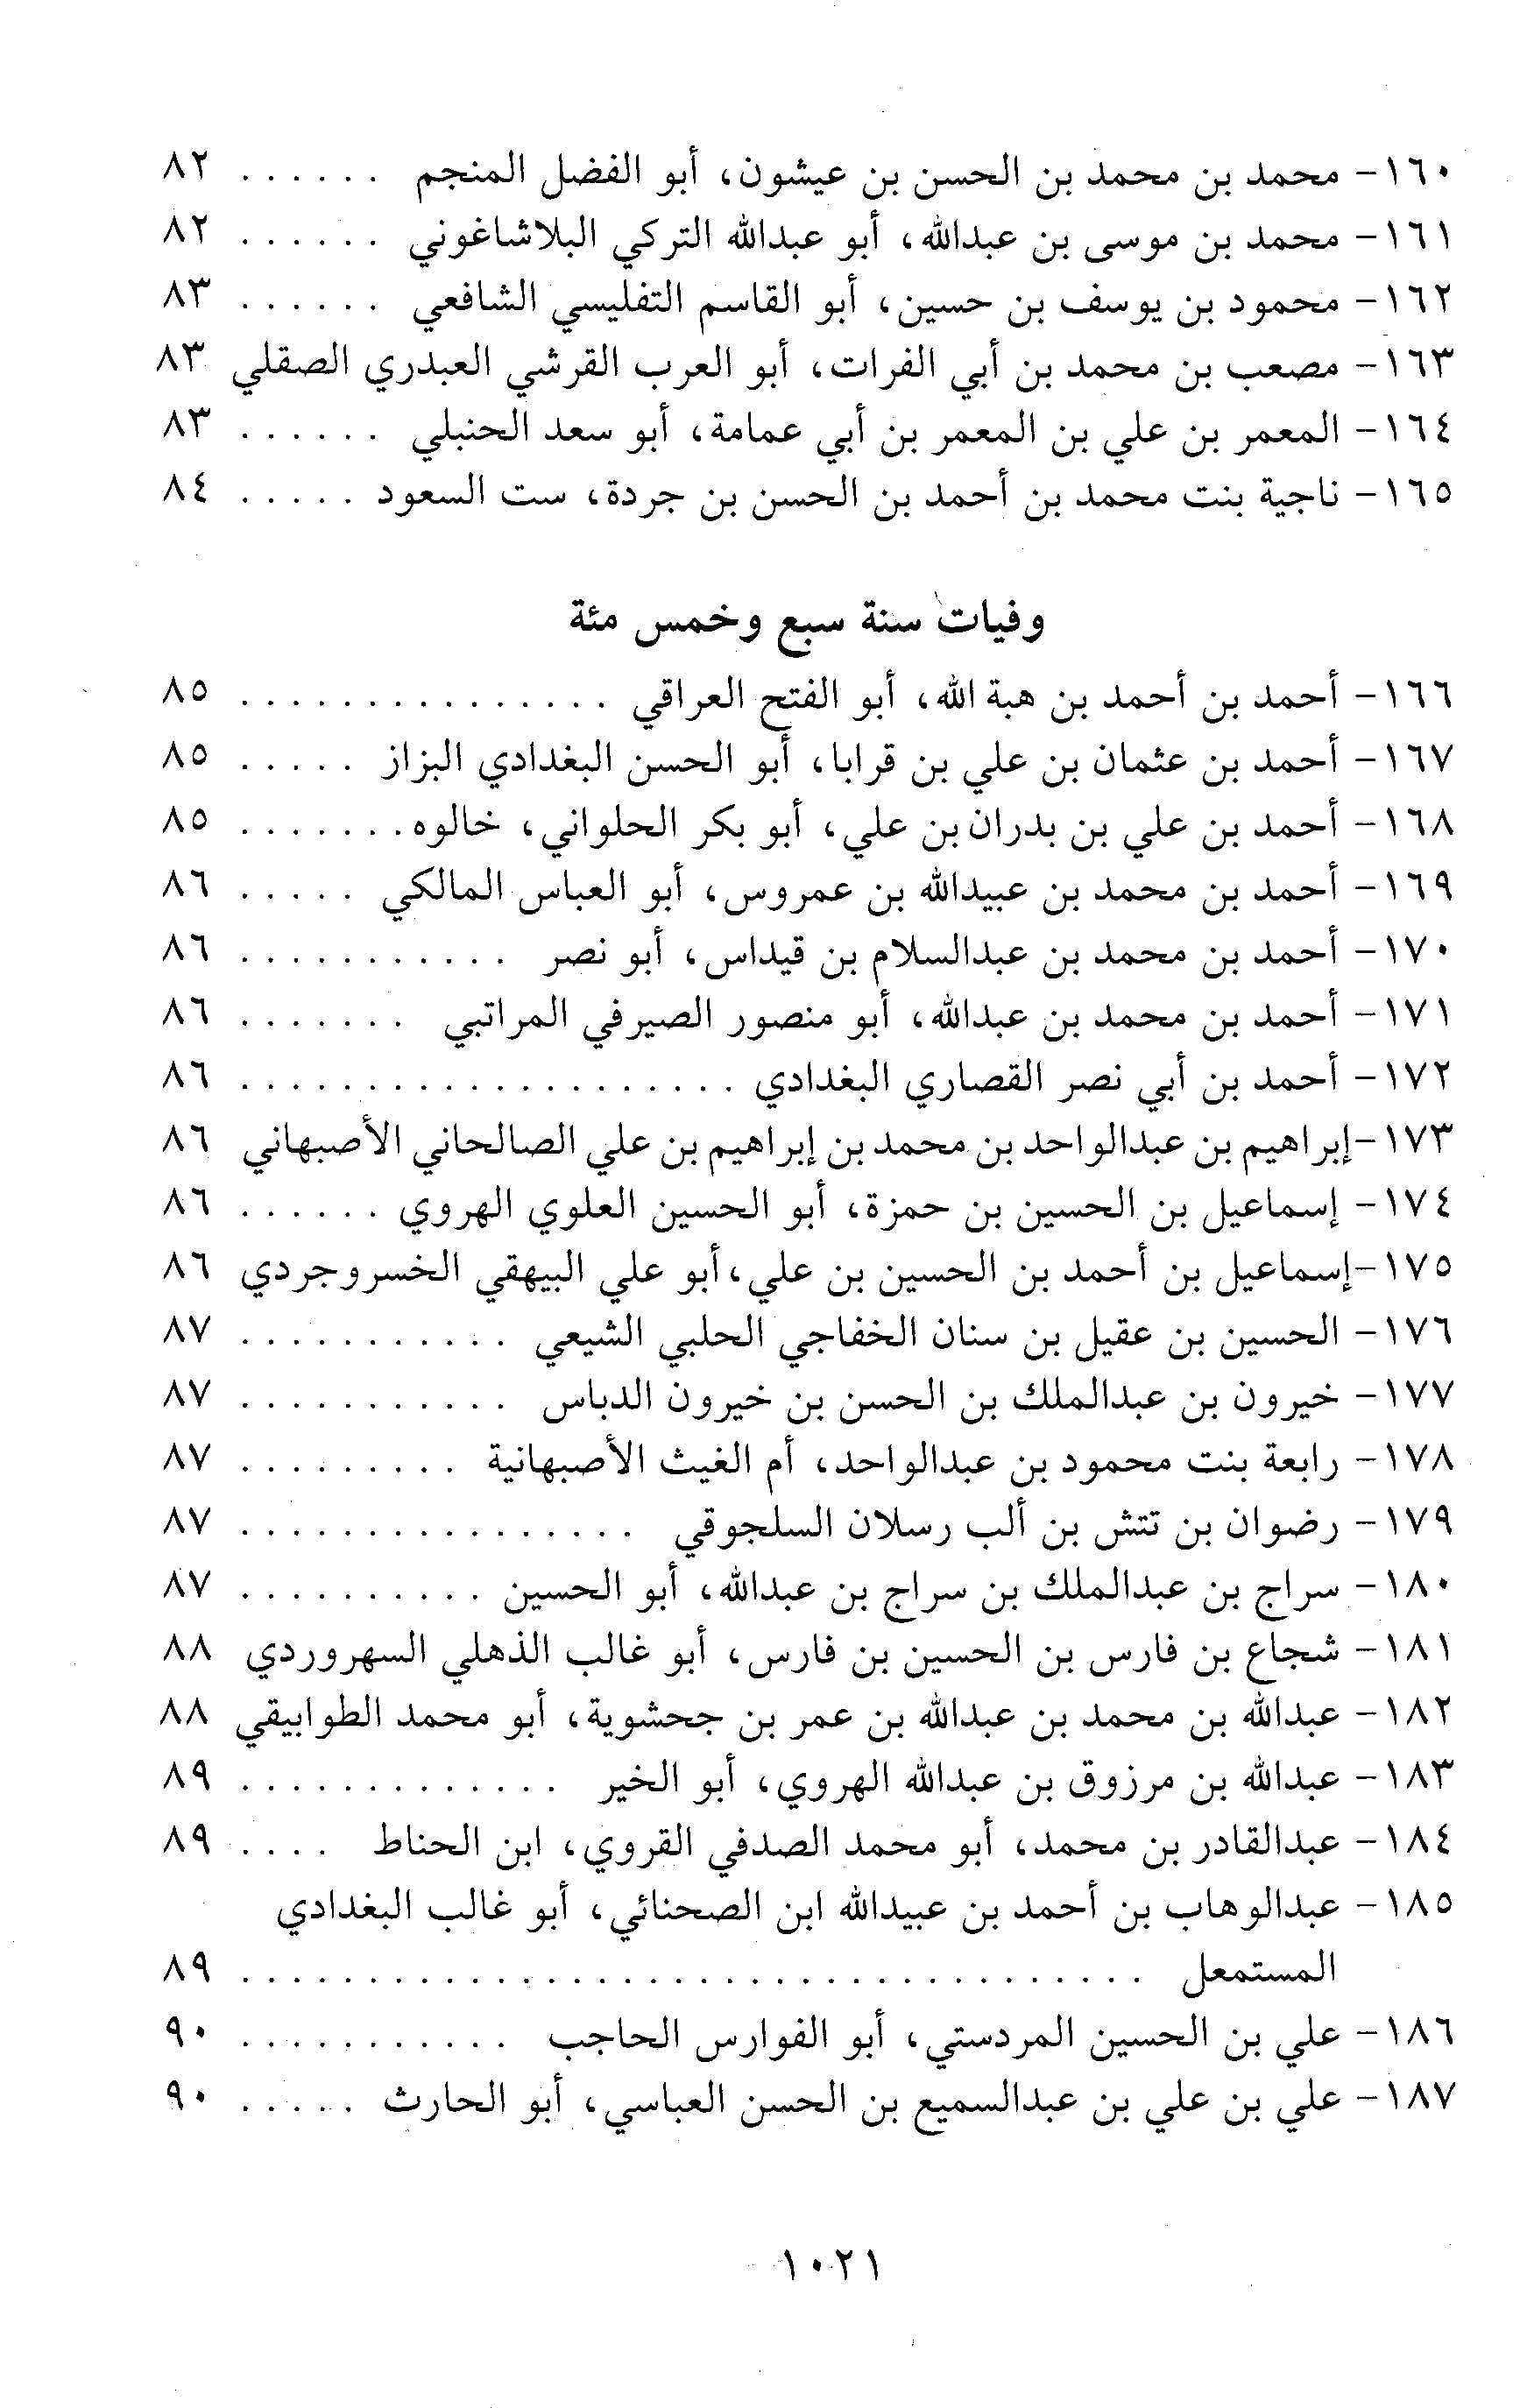 ١٦٠- محمد بن محمد بن الحسن بن عيشون، أبو الفضل المنجم ...... ٨٢
١٦١- محمد بن موسى بن عبدالله، أبو عبدالله التركي البلاشاغوني ...... ٨٢
١٦٢- محمود بن يوسف بن حسين، أبو القاسم التفليسي الشافعي ...... ٨٣
١٦٣- مصعب بن محمد بن أبي الفرات، أبو العرب القرشي العبدري الصقلي ٨٣
١٦٤- المعمر بن علي بن المعمر بن أبي عمامة، أبو سعد الحنبلي ...... ٨٣
١٦٥- ناجية بنت محمد بن أحمد بن الحسن بن جردة، ست السعود ..... ٨٤
وفيات سنة سبع وخمس مئة
١٦٦- أحمد بن أحمد بن هبة الله، أبو الفتح العراقي ............... ٨٥
١٦٧- أحمد بن عثمان بن علي بن قرابا، أبو الحسن البغدادي البزاز ..... ٨٥
١٦٨- أحمد بن علي بن بدران بن علي، أبو بكر الحلواني، خالوه ....... ٨٥
١٦٩- أحمد بن محمد بن عبيدالله بن عمروس، أبو العباس المالكي ..... ٨٦
١٧٠- أحمد بن محمد بن عبدالسلام بن قيداس، أبو نصر ........... ٨٦
١٧١- أحمد بن محمد بن عبدالله، أبو منصور الصيرفي المراتبي ....... ٨٦
١٧٢- أحمد بن أبي نصر القصاري البغدادي .................... ٨٦
١٧٣- إبراهيم بن عبدالواحد بن محمد بن إبراهيم بن علي الصالحاني الأصبهاني ٨٦
١٧٤- إسماعيل بن الحسين بن حمزة، أبو الحسين العلوي الهروي ...... ٨٦
١٧٥- إسماعيل بن أحمد بن الحسين بن علي، أبو علي البيهقي الخسروجردي ٨٦
١٧٦- الحسين بن عقيل بن سنان الخفاجي الحلبي الشيعي ........... ٨٧
١٧٧- خيرون بن عبدالملك بن الحسن بن خيرون الدباس ........... ٨٧
١٧٨- رابعة بنت محمود بن عبدالواحد، أم الغيث الأصبهانية ......... ٨٧
١٧٩- رضوان بن تتش بن ألب رسلان السلجوقي ................ ٨٧
١٨٠- سراج بن عبدالملك بن سراج بن عبدالله، أبو الحسين .......... ٨٧
١٨١- شجاع بن فارس بن الحسين بن فارس، أبو غالب الذهلي السهروردي ٨٨
١٨٢- عبدالله بن محمد بن عبدالله بن عمر بن جحشوية، أبو محمد الطوابيقي ٨٨
١٨٣- عبدالله بن مرزوق بن عبدالله الهروي، أبو الخير ............. ٨٩
١٨٤- عبدالقادر بن محمد، أبو محمد الصدفي القروي، ابن الحناط .... ٨٩
١٨٥- عبدالوهاب بن أحمد بن عبيدالله ابن الصحنائي، أبو غالب البغدادي
المستمعل .................................... ٨٩
١٨٦- علي بن الحسين المردستي، أبو الفوارس الحاجب ........... ٩٠
١٨٧- علي بن علي بن عبدالسميع بن الحسن العباسي، أبو الحارث ..... ٩٠
١٠٢١